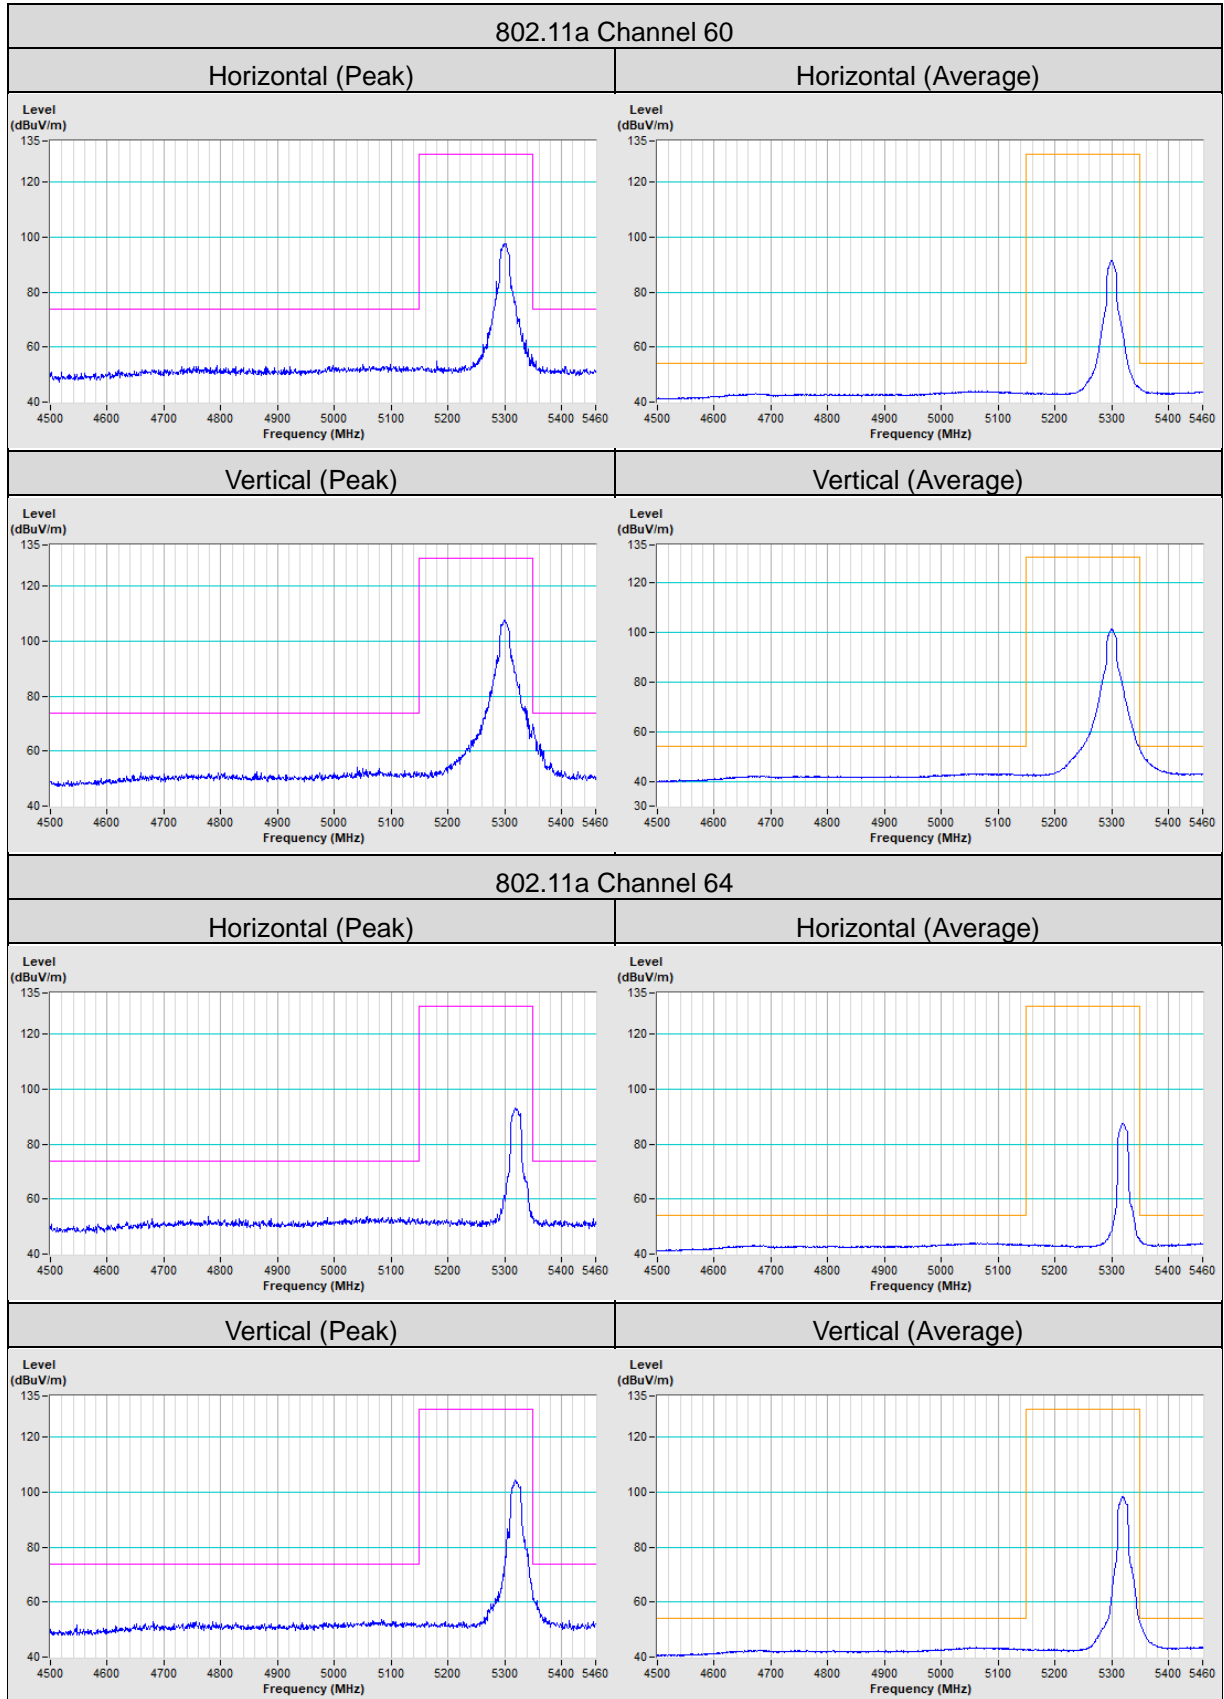 802.11a Channel 60
Horizontal (Peak)
Horizontal (Average)
Level
(dBuV/m)
135
120
100
80
60
40
4500 4600 4700 4800 4900 5000 5100 5200 5300 5400 5460
Frequency (MHz)
Level
(dBuV/m)
135
120
100
80
60
40
4500 4600 4700 4800 4900 5000 5100 5200 5300 5400 5460
Frequency (MHz)
Vertical (Peak)
Vertical (Average)
Level
(dBuV/m)
135
120
100
80
60
40
4500 4600 4700 4800 4900 5000 5100 5200 5300 5400 5460
Frequency (MHz)
Level
(dBuV/m)
135
120
100
80
60
40
30
4500 4600 4700 4800 4900 5000 5100 5200 5300 5400 5460
Frequency (MHz)
802.11a Channel 64
Horizontal (Peak)
Horizontal (Average)
Level
(dBuV/m)
135
120
100
80
60
40
4500 4600 4700 4800 4900 5000 5100 5200 5300 5400 5460
Frequency (MHz)
Level
(dBuV/m)
135
120
100
80
60
40
4500 4600 4700 4800 4900 5000 5100 5200 5300 5400 5460
Frequency (MHz)
Vertical (Peak)
Vertical (Average)
Level
(dBuV/m)
135
120
100
80
60
40
4500 4600 4700 4800 4900 5000 5100 5200 5300 5400 5460
Frequency (MHz)
Level
(dBuV/m)
135
120
100
80
60
40
4500 4600 4700 4800 4900 5000 5100 5200 5300 5400 5460
Frequency (MHz)